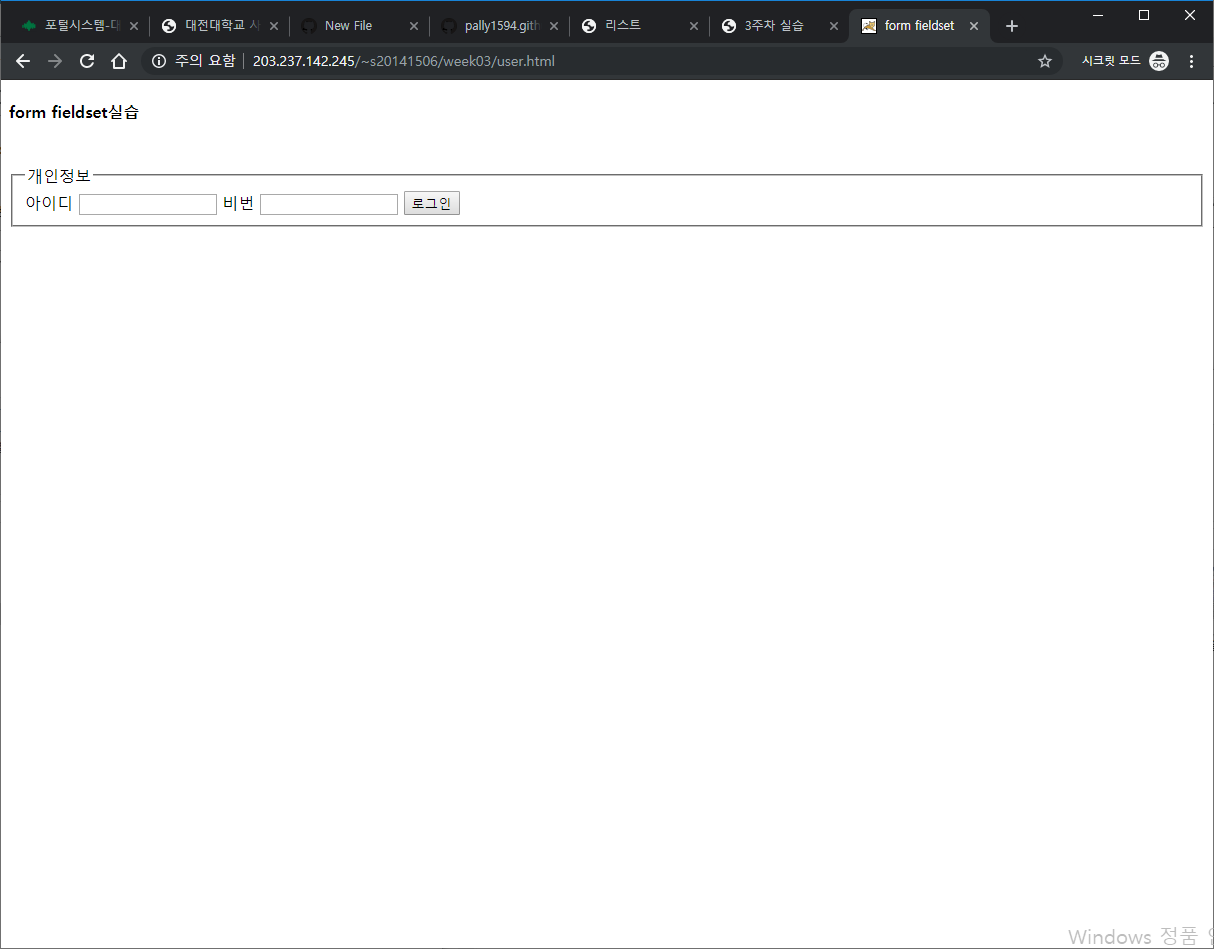 포털시스템-대
대전대학교 사
New File
pally1594.gith
리스트
3주차 실습
form fieldset
주의 요함
203.237.142.245/~s20141506/week03/user.html
시크릿 모드
form fieldset실습
개인정보
아이디 비번 로그인
Windows 정품